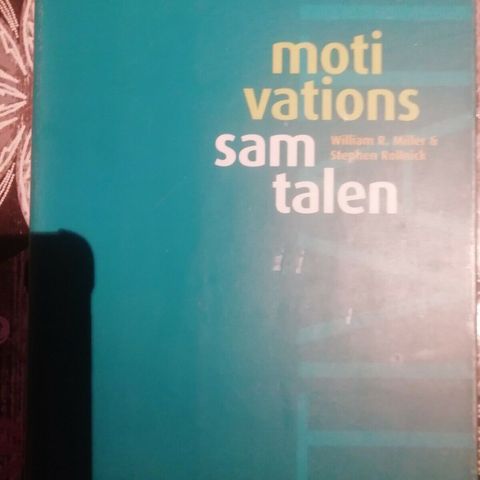 moti
vations
sam
talen
William R. Miller &
Stephen Rollnick